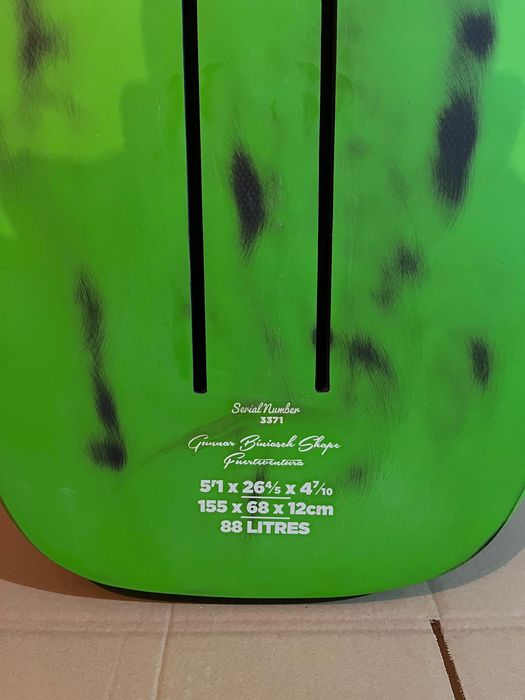 Serial Number
3371
Gunnar Biniasch Shape
Fuerteventura
5'1 x 26⁴/₅ x 4⁷/₁₀
155 x 68 x 12cm
88 LITRES